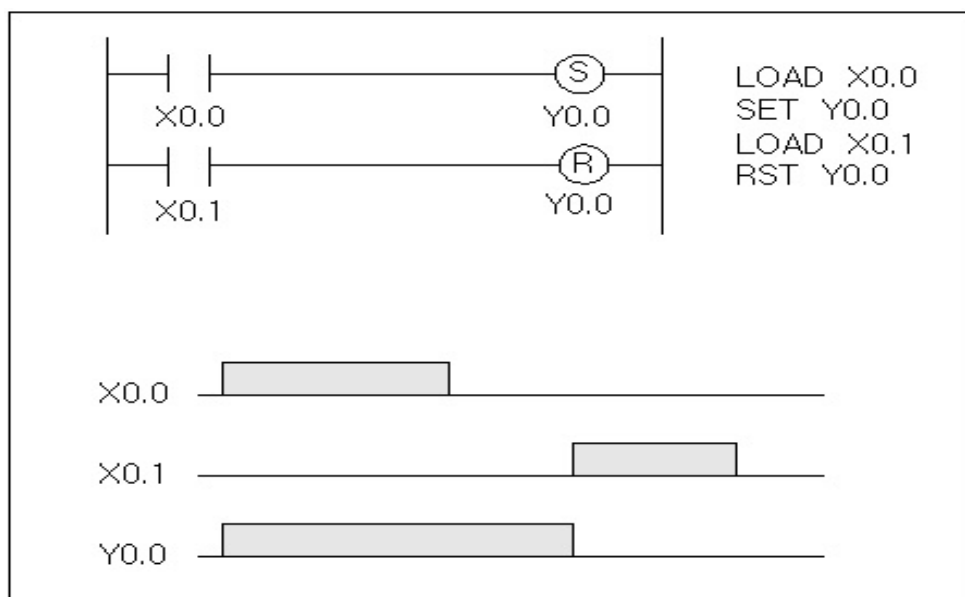 S
X0.0 Y0.0
R
X0.1 Y0.0
LOAD X0.0
SET Y0.0
LOAD X0.1
RST Y0.0
X0.0
X0.1
Y0.0